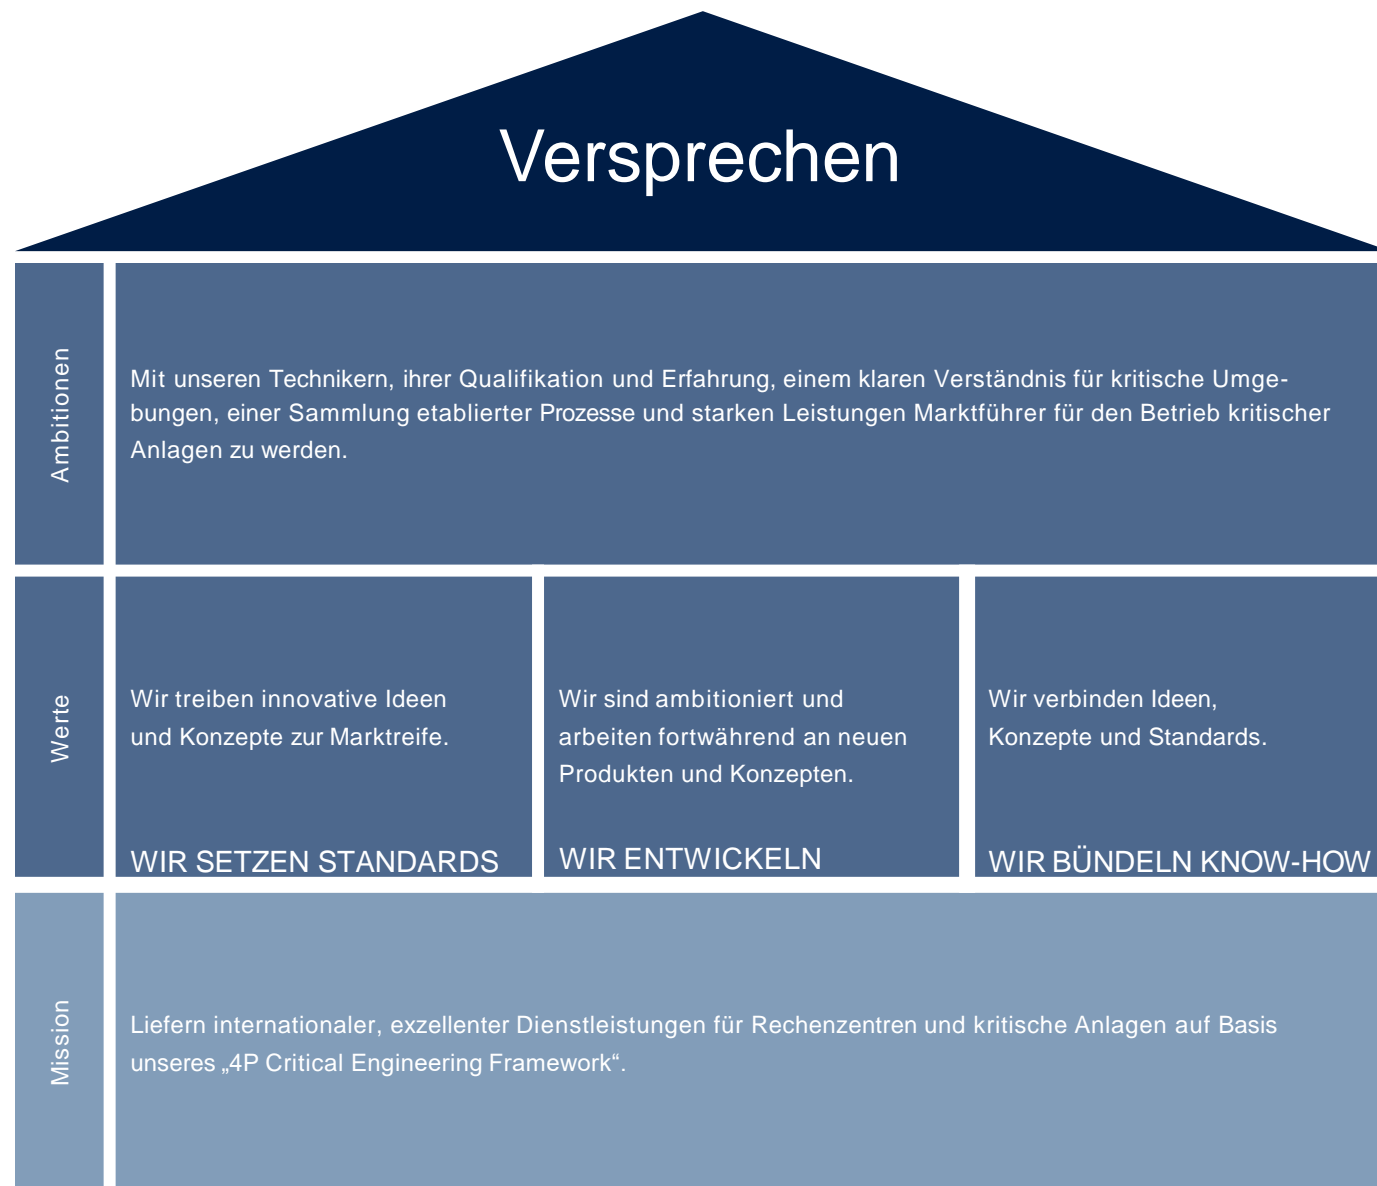 Versprechen
Ambitionen
Mit unseren Technikern, ihrer Qualifikation und Erfahrung, einem klaren Verständnis für kritische Umge-
bungen, einer Sammlung etablierter Prozesse und starken Leistungen Marktführer für den Betrieb kritischer
Anlagen zu werden.
Werte
Wir treiben innovative Ideen
und Konzepte zur Marktreife.
WIR SETZEN STANDARDS
Wir sind ambitioniert und
arbeiten fortwährend an neuen
Produkten und Konzepten.
WIR ENTWICKELN
Wir verbinden Ideen,
Konzepte und Standards.
WIR BÜNDELN KNOW-HOW
Mission
Liefern internationaler, exzellenter Dienstleistungen für Rechenzentren und kritische Anlagen auf Basis
unseres „4P Critical Engineering Framework“.